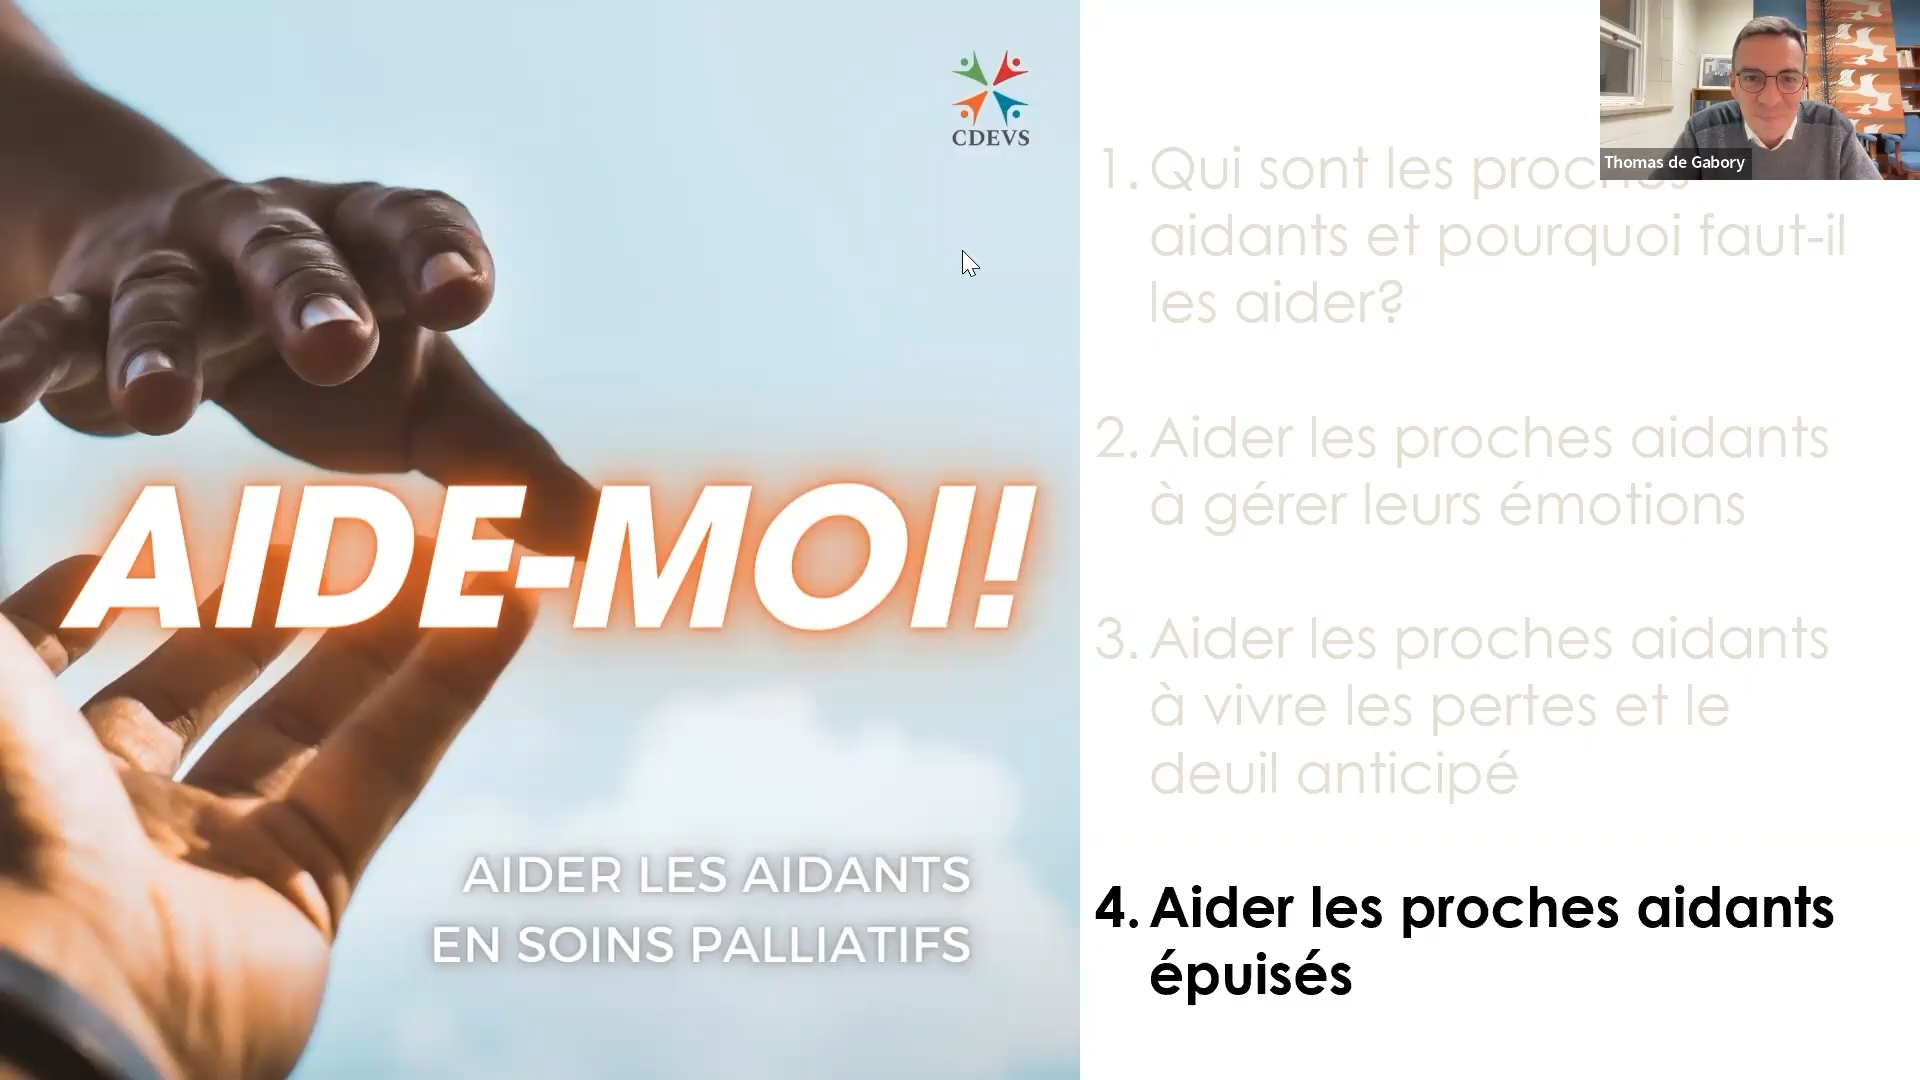 CDEVS
AIDE-MOI!
AIDER LES AIDANTS
EN SOINS PALLIATIFS
1. Qui sont les proches
aidants et pourquoi faut-il
les aider?
2. Aider les proches aidants
à gérer leurs émotions
3. Aider les proches aidants
à vivre les pertes et le
deuil anticipé
4. Aider les proches aidants
épuisés
Thomas de Gabory